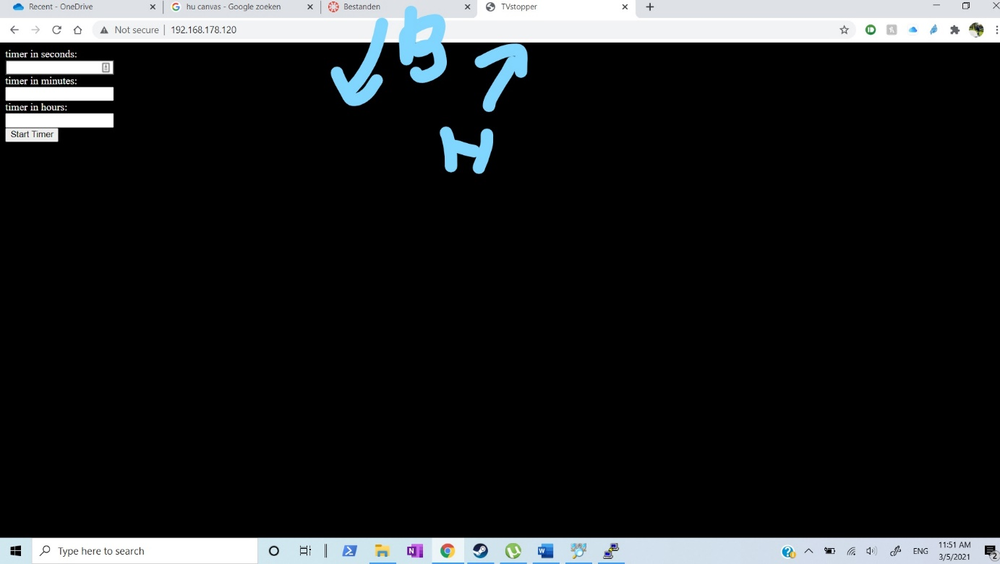 Recent - OneDrive
hu canvas - Google zoeken
Bestanden
TVstopper
Not secure | 192.168.178.120
B
timer in seconds:
timer in minutes:
timer in hours:
Start Timer
H
Type here to search
ENG
11:51 AM
3/5/2021
2